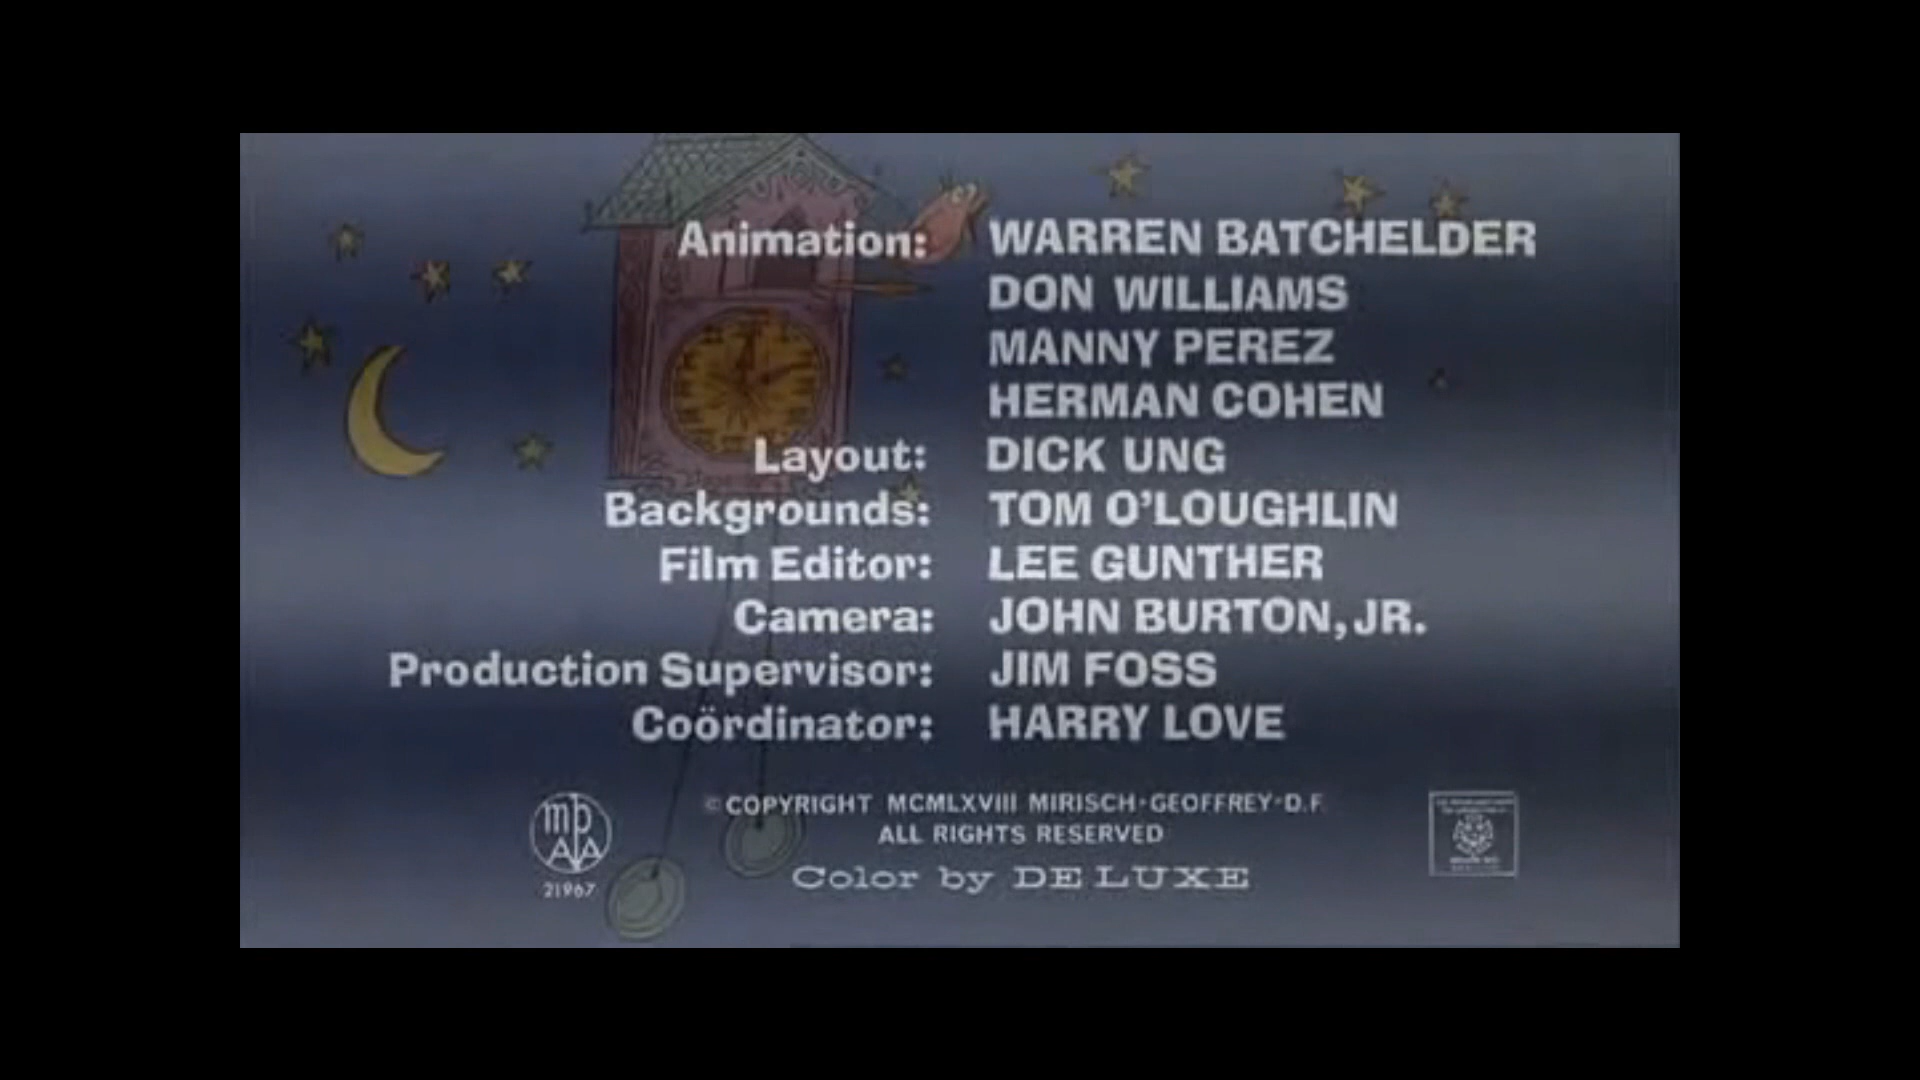 Animation: WARREN BATCHELDER
DON WILLIAMS
MANNY PEREZ
HERMAN COHEN
Layout: DICK UNG
Backgrounds: TOM O'LOUGHLIN
Film Editor: LEE GUNTHER
Camera: JOHN BURTON, JR.
Production Supervisor: JIM FOSS
Coördinator: HARRY LOVE
© COPYRIGHT MCMLXVIII MIRISCH-GEOFFREY-D.F.
ALL RIGHTS RESERVED
Color by DE LUXE
mp
AA
21967